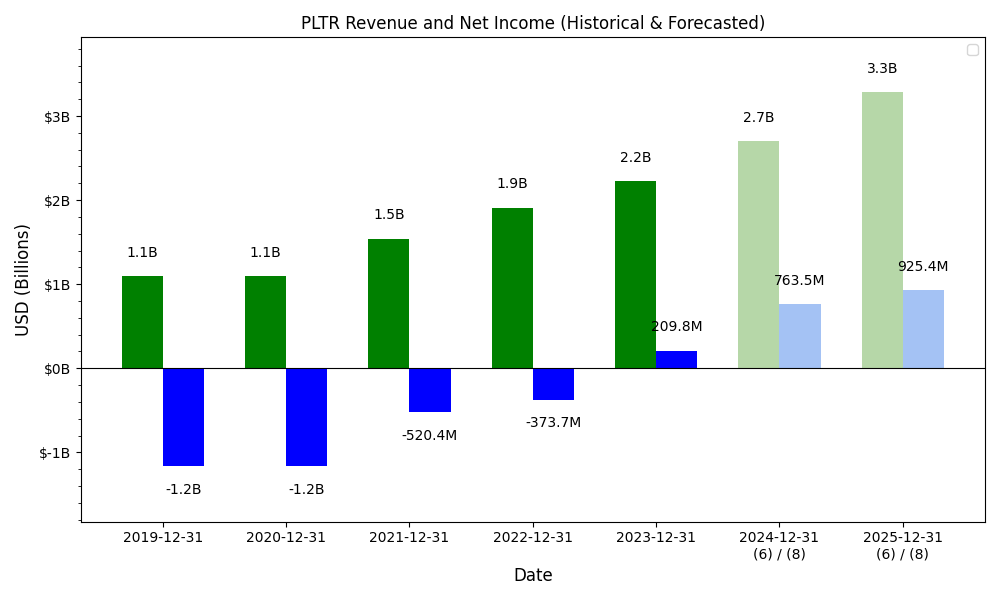 PLTR Revenue and Net Income (Historical & Forecasted)
3.3B
2.7B
2.2B
1.9B
1.5B
1.1B
1.1B
925.4M
763.5M
209.8M
-373.7M
-520.4M
-1.2B
-1.2B
$3B
$2B
$1B
$0B
$-1B
USD (Billions)
2019-12-31
2020-12-31
2021-12-31
2022-12-31
2023-12-31
2024-12-31
(6) / (8)
2025-12-31
(6) / (8)
Date